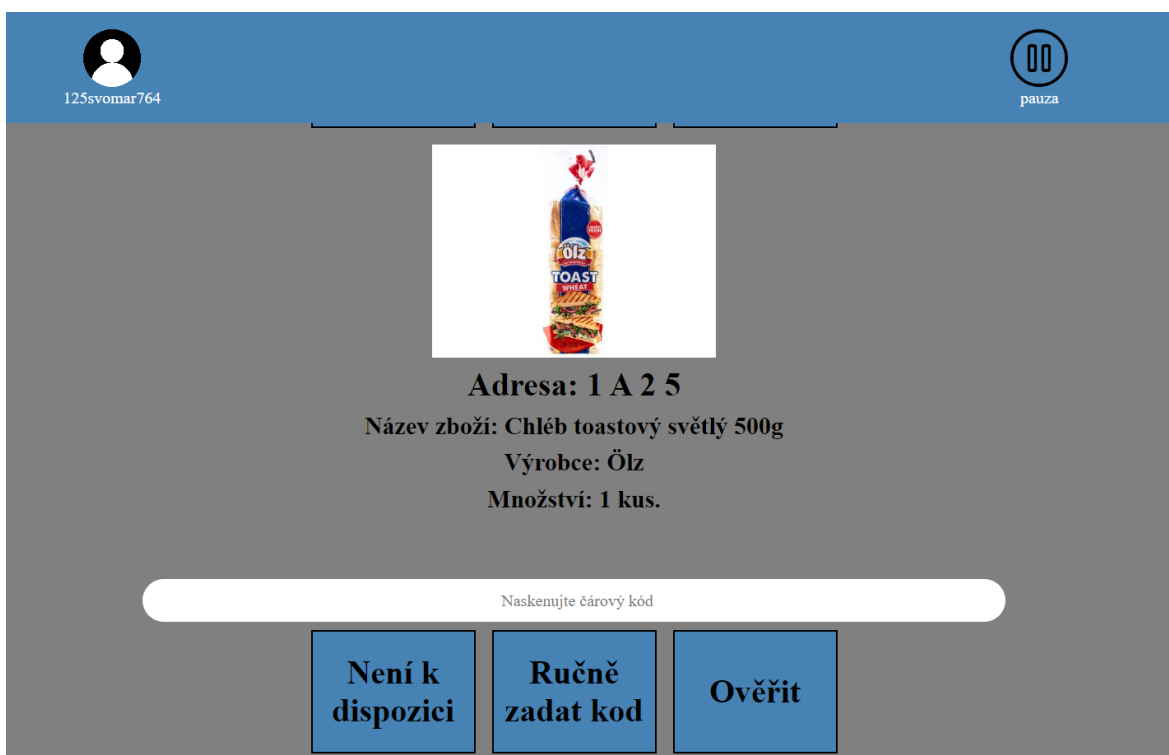 125svomar764
pauza
ölz
TOAST
WHEAT
Adresa: 1 A 2 5
Název zboží: Chléb toastový světlý 500g
Výrobce: Ölz
Množství: 1 kus.
Naskenujte čárový kód
Není k
dispozici
Ručně
zadat kod
Ověřit